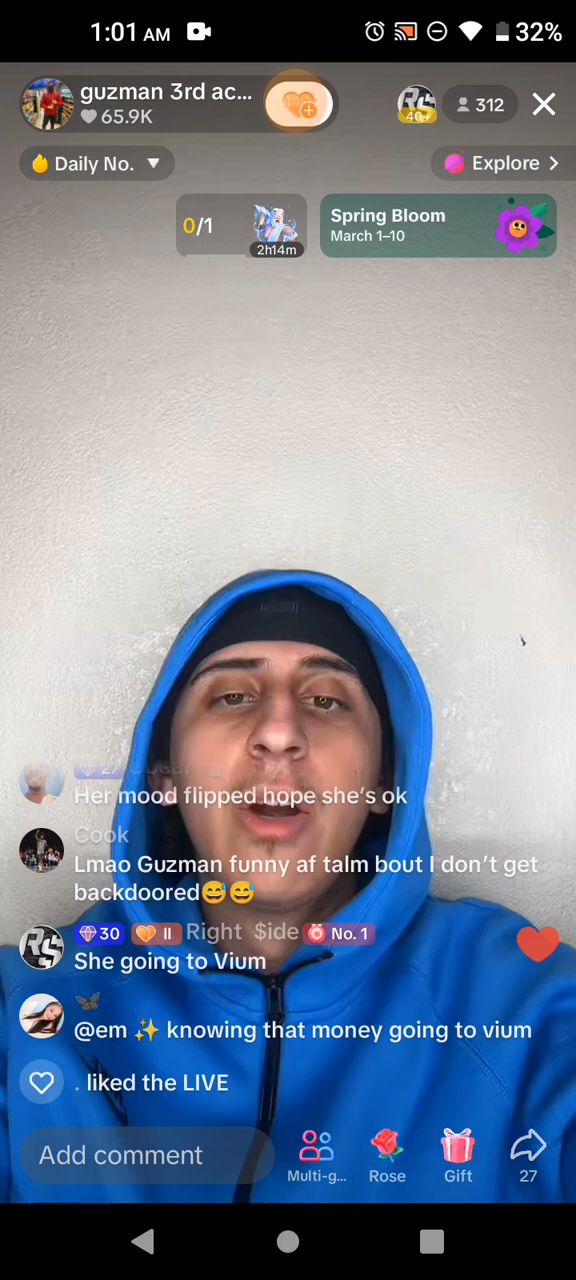 1:01 AM
32%
guzman 3rd ac...
65.9K
40+
312
Daily No.
Explore
0/1
2h14m
Spring Bloom
March 1–10
Her mood flipped hope she's ok
Cook
Lmao Guzman funny af talm bout I don't get
backdoored😅😅
30 II Right $ide No. 1
She going to Vium
@em ✨ knowing that money going to vium
. liked the LIVE
Add comment
Multi-g...
Rose
Gift
27